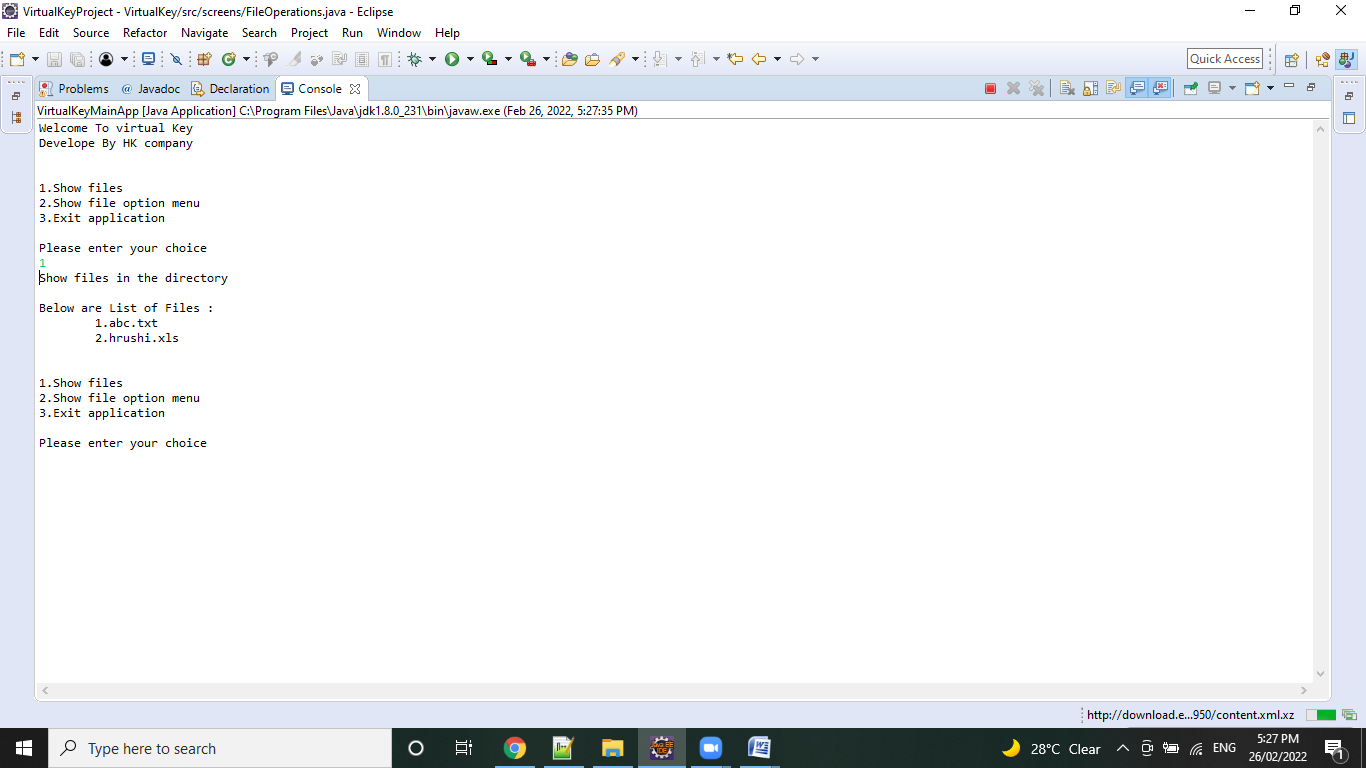 VirtualKeyProject - VirtualKey/src/screens/FileOperations.java - Eclipse
File Edit Source Refactor Navigate Search Project Run Window Help
Quick Access
Problems @ Javadoc Declaration Console
VirtualKeyMainApp [Java Application] C:\Program Files\Java\jdk1.8.0_231\bin\javaw.exe (Feb 26, 2022, 5:27:35 PM)
Welcome To virtual Key
Develope By HK company
1.Show files
2.Show file option menu
3.Exit application
Please enter your choice
1
Show files in the directory
Below are List of Files :
1.abc.txt
2.hrushi.xls
1.Show files
2.Show file option menu
3.Exit application
Please enter your choice
http://download.e...950/content.xml.xz
Type here to search
28°C Clear
ENG
5:27 PM
26/02/2022
1